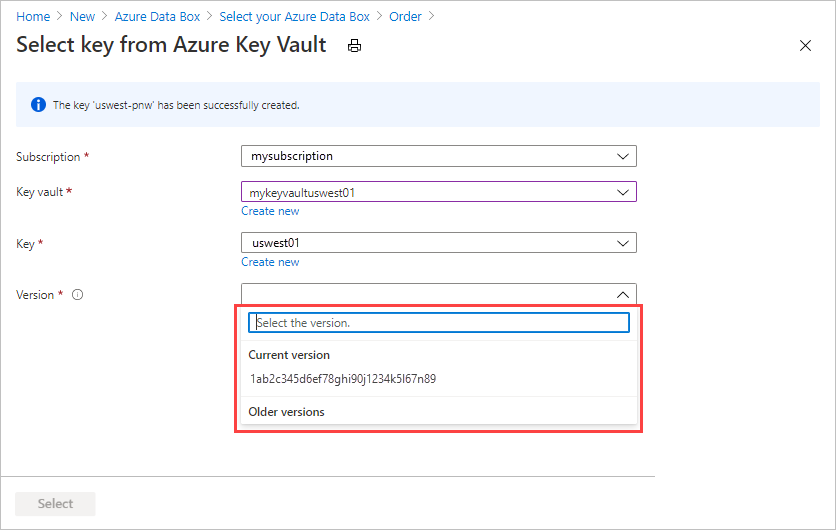 Home > New > Azure Data Box > Select your Azure Data Box > Order >
Select key from Azure Key Vault
The key 'uswest-pnw' has been successfully created.
Subscription * mysubscription
Key vault * mykeyvaultuswest01
Create new
Key * uswest01
Create new
Version *
Select the version.
Current version
1ab2c345d6ef78ghi90j1234k5l67n89
Older versions
Select